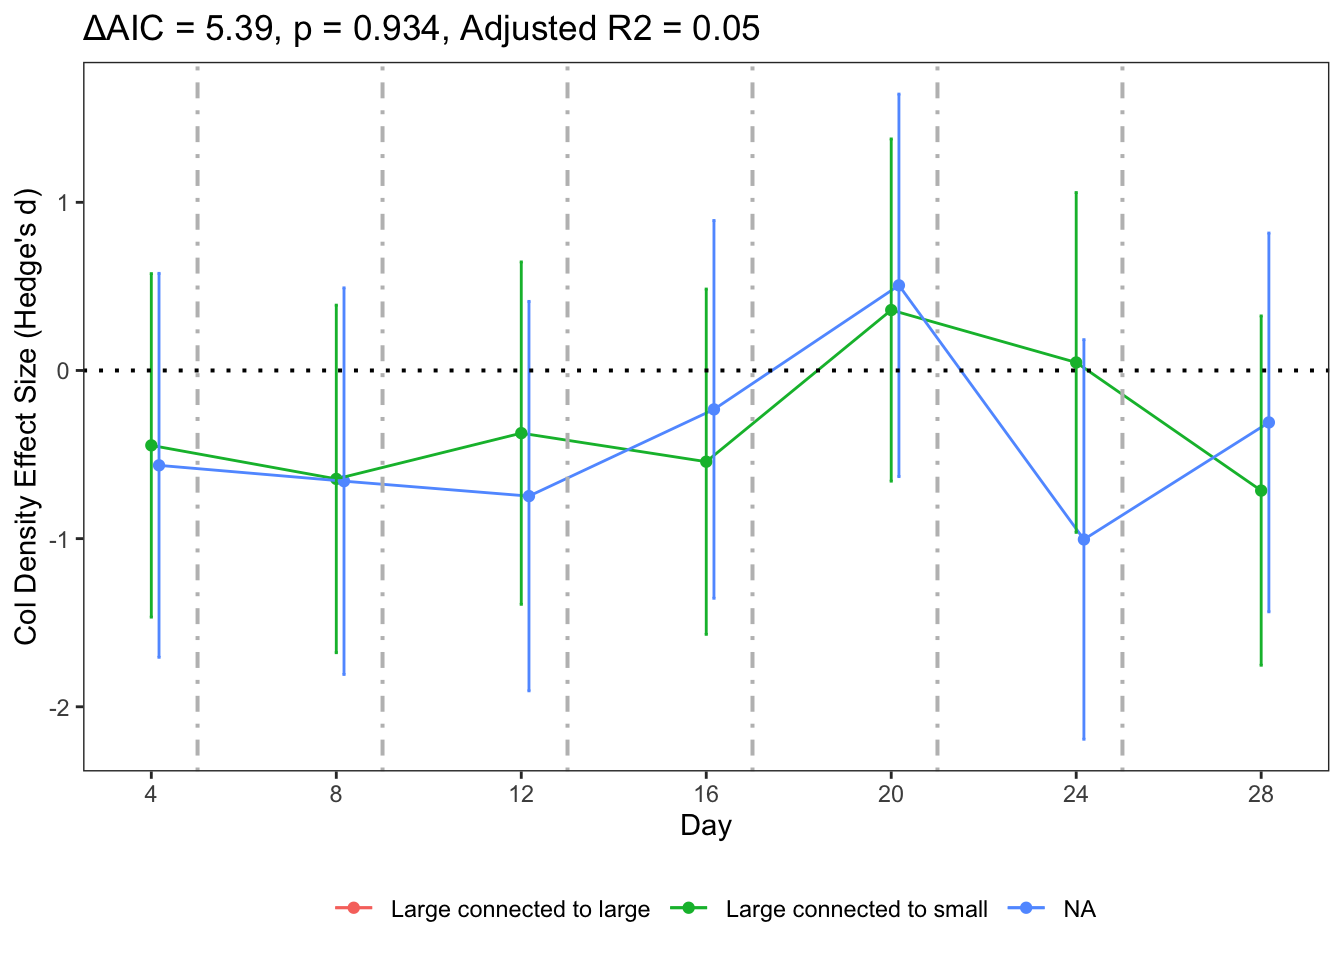 ΔAIC = 5.39, p = 0.934, Adjusted R2 = 0.05
Col Density Effect Size (Hedge's d)
1
0
-1
-2
4 8 12 16 20 24 28
Day
Large connected to large Large connected to small NA